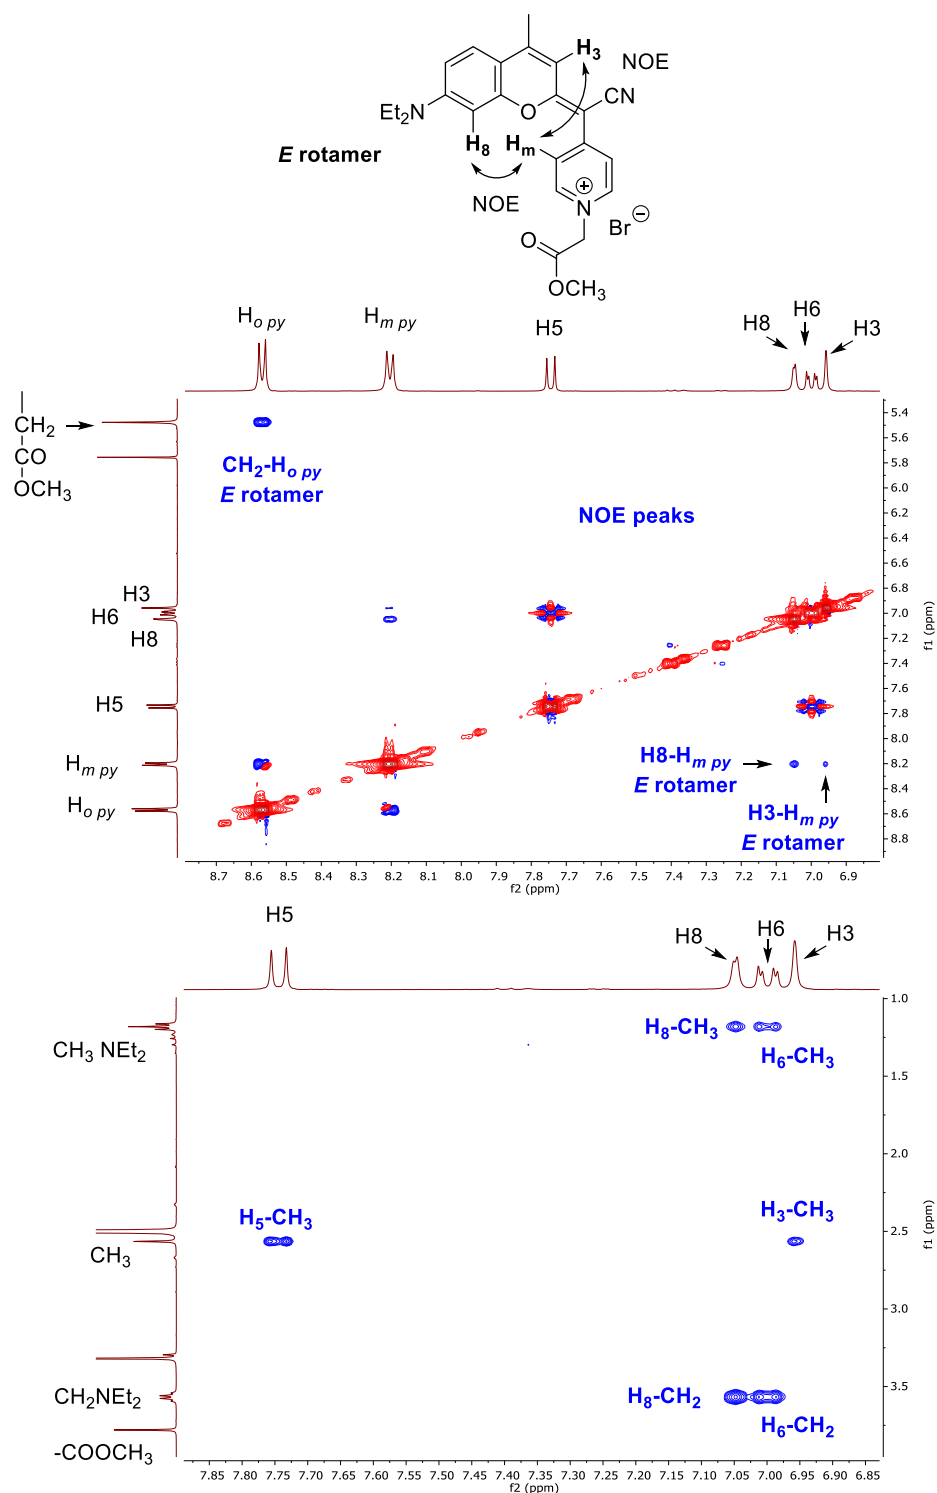 H3
NOE
CN
O
Et2N
H8
Hm
E rotamer
NOE
+
N
Br −
O
OCH3
Ho py
Hm py
H5
H8
H6
H3
CH2
CO
OCH3
CH2-Ho py
E rotamer
NOE peaks
H3
H6
H8
H5
Hm py
Ho py
H8-Hm py
E rotamer
H3-Hm py
E rotamer
5.4
5.6
5.8
6.0
6.2
6.4
6.6
6.8
7.0
7.2
7.4
7.6
7.8
8.0
8.2
8.4
8.6
8.8
f1 (ppm)
8.7 8.6 8.5 8.4 8.3 8.2 8.1 8.0 7.9 7.8 7.7 7.6 7.5 7.4 7.3 7.2 7.1 7.0 6.9
f2 (ppm)
H5
H8
H6
H3
CH3 NEt2
CH3
CH2NEt2
-COOCH3
H8-CH3
H6-CH3
H5-CH3
H3-CH3
H8-CH2
H6-CH2
1.0
1.5
2.0
2.5
3.0
3.5
f1 (ppm)
7.85 7.80 7.75 7.70 7.65 7.60 7.55 7.50 7.45 7.40 7.35 7.30 7.25 7.20 7.15 7.10 7.05 7.00 6.95 6.90 6.85
f2 (ppm)